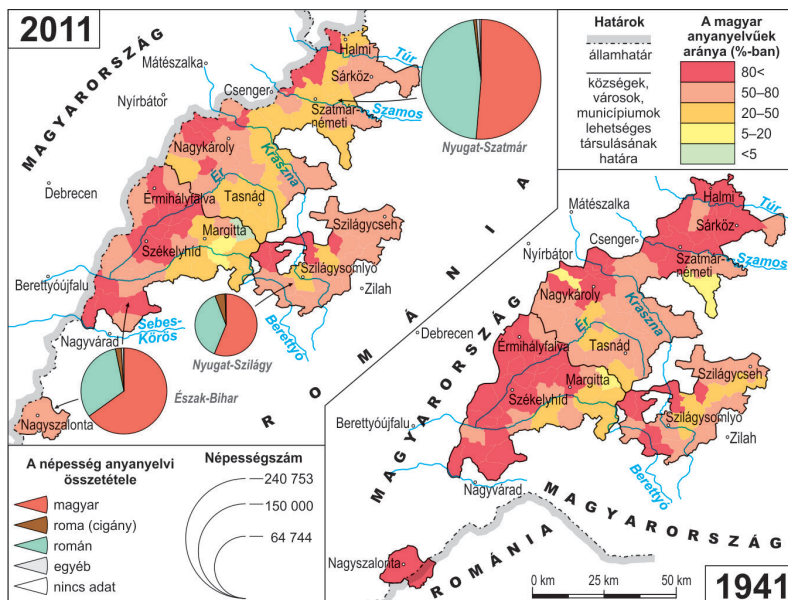 2011
MAGYARORSZÁG
Mátészalka
Nyírbátor
Csenger
Halmi
Túr
Sárköz
Szatmár-
németi
Szamos
Nagykároly
Kraszna
Ér
Debrecen
Érmihályfalva
Tasnád
Margitta
Székelyhíd
Szilágycseh
Szilágysomlyó
Zilah
Berettyóújfalu
Sebes-
Körös
Nagyvárad
Berettyó
Nagyszalonta
Nyugat-Szatmár
Nyugat-Szilágy
Észak-Bihar
ROMÁNIA
Határok
államhatár
községek,
városok,
municípiumok
lehetséges
társulásának
határa
A magyar
anyanyelvűek
aránya (%-ban)
80<
50–80
20–50
5–20
<5
A népesség anyanyelvi
összetétele
magyar
roma (cigány)
román
egyéb
nincs adat
Népességszám
240 753
150 000
64 744
Mátészalka
Nyírbátor
Csenger
Halmi
Túr
Sárköz
Szatmár-
németi
Szamos
Nagykároly
Kraszna
Ér
Debrecen
Érmihályfalva
Tasnád
Margitta
Székelyhíd
Szilágycseh
Szilágysomlyó
Zilah
Berettyóújfalu
Berettyó
Nagyvárad
MAGYARORSZÁG
MAGYARORSZÁG
ROMÁNIA
Nagyszalonta
0 km
25 km
50 km
1941